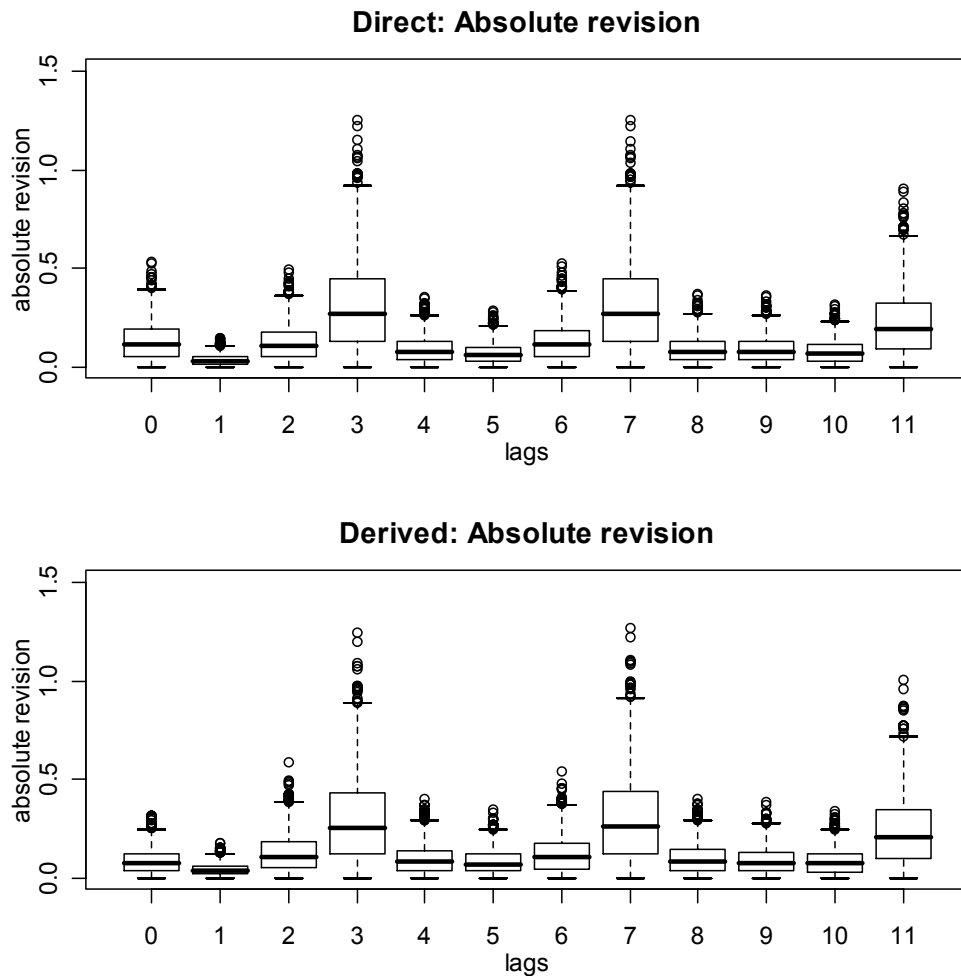 Direct: Absolute revision
absolute revision
1.5
1.0
0.5
0.0
0 1 2 3 4 5 6 7 8 9 10 11
lags
Derived: Absolute revision
absolute revision
1.5
1.0
0.5
0.0
0 1 2 3 4 5 6 7 8 9 10 11
lags